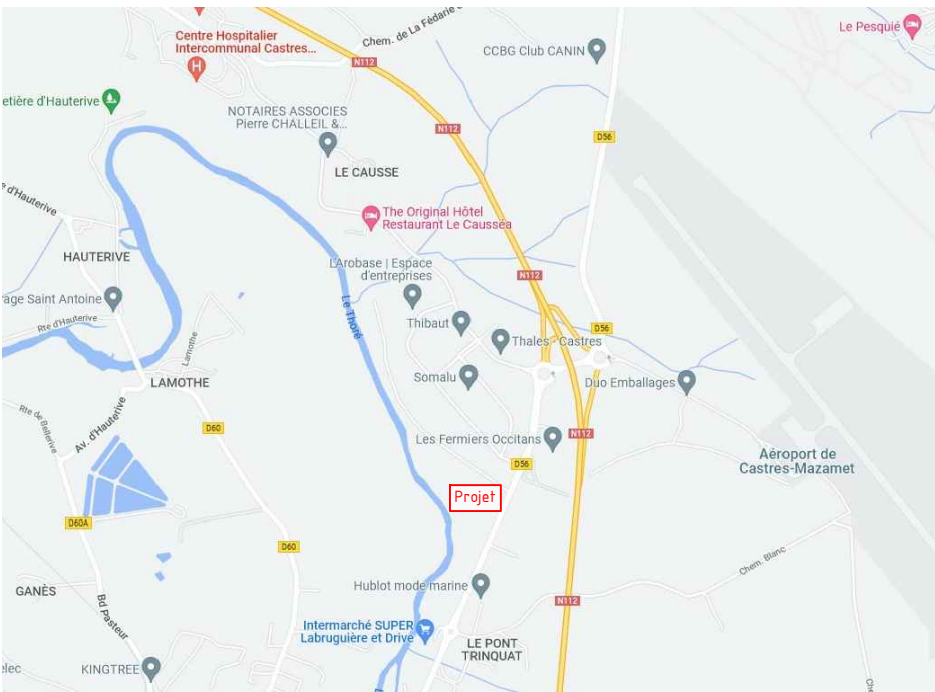 Centre Hospitalier
Intercommunal Castres...
H
Chem. de La Fédarie
CCBG Club CANIN
Le Pesquié
N112
etière d'Hauterive
NOTAIRES ASSOCIES
Pierre CHALLEIL &...
N112
D56
LE CAUSSE
e d'Hauterive
The Original Hôtel
Restaurant Le Causséa
HAUTERIVE
L'Arobase | Espace
d'entreprises
N112
age Saint Antoine
Rte d'Hauterive
Le Thoré
Thibaut
D56
Thales - Castres
Lamothe
LAMOTHE
Somalu
Duo Emballages
Rte de Bellerive
Av. d'Hauterive
D60
Les Fermiers Occitans
N112
D56
Aéroport de
Castres-Mazamet
Projet
D60A
D60
Chem. Blanc
GANÈS
Hublot mode marine
Bd Pasteur
N112
Intermarché SUPER
Labruguière et Drive
LE PONT
TRINQUAT
elec
KINGTREE